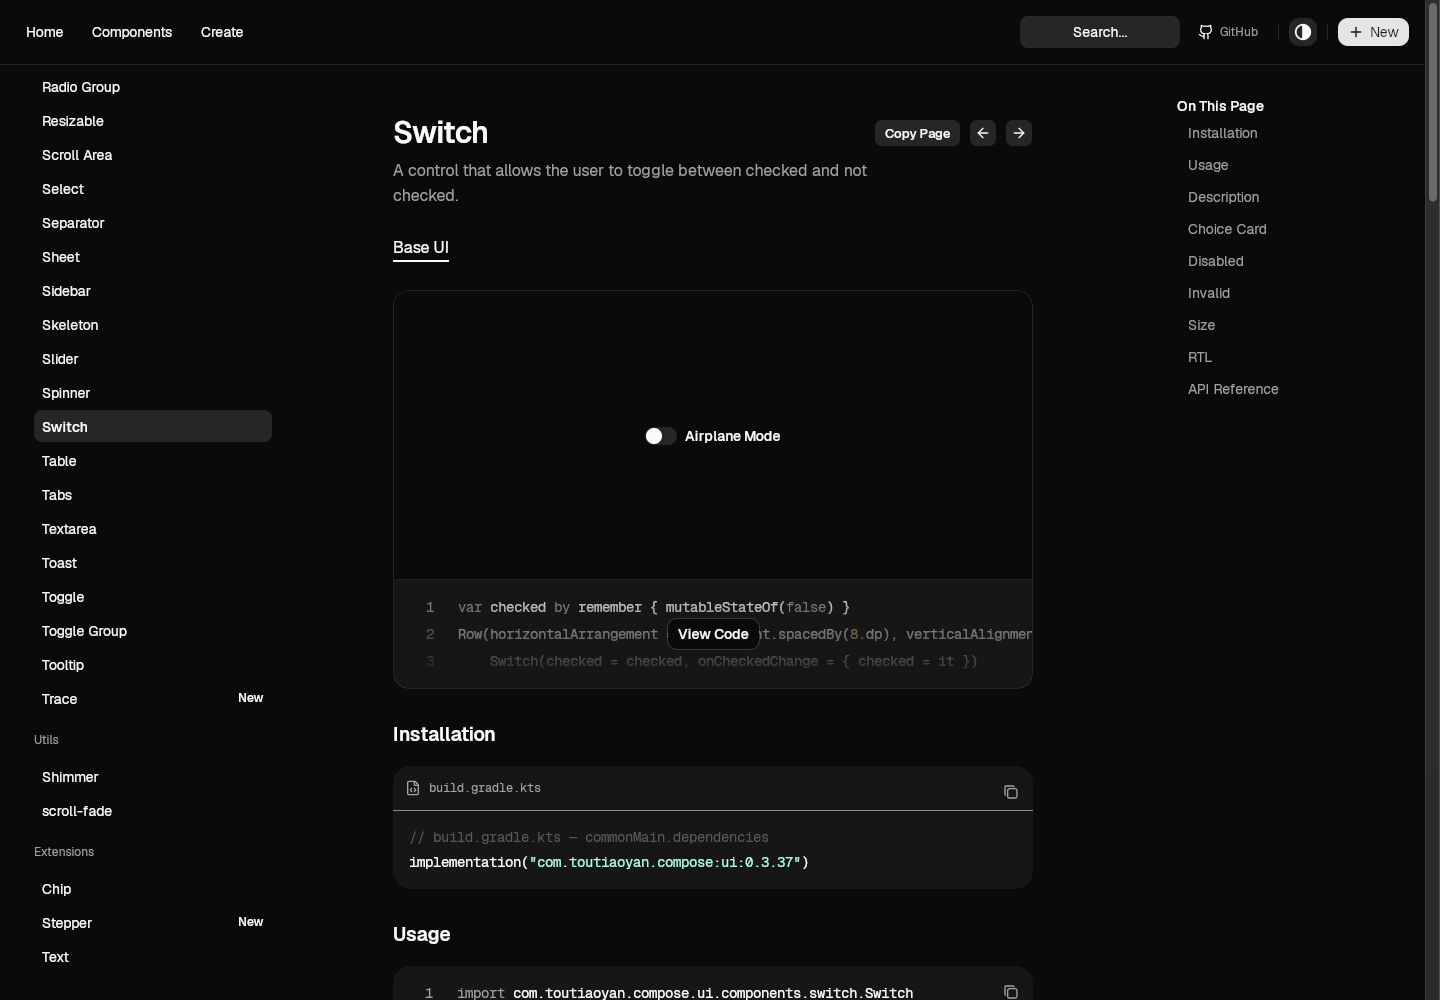 Home
Components
Create
Search...
GitHub
New
Radio Group
Resizable
Scroll Area
Select
Separator
Sheet
Sidebar
Skeleton
Slider
Spinner
Switch
Table
Tabs
Textarea
Toast
Toggle
Toggle Group
Tooltip
Trace New
Utils
Shimmer
scroll-fade
Extensions
Chip
Stepper New
Text
Switch
Copy Page
A control that allows the user to toggle between checked and not
checked.
Base UI
Airplane Mode
1 var checked by remember { mutableStateOf(false) }
2 Row(horizontalArrangement nt.spacedBy(8.dp), verticalAlignmen
View Code
3 Switch(checked = checked, onCheckedChange = { checked = it })
Installation
build.gradle.kts
// build.gradle.kts — commonMain.dependencies
implementation("com.toutiaoyan.compose:ui:0.3.37")
Usage
1 import com.toutiaoyan.compose.ui.components.switch.Switch
On This Page
Installation
Usage
Description
Choice Card
Disabled
Invalid
Size
RTL
API Reference